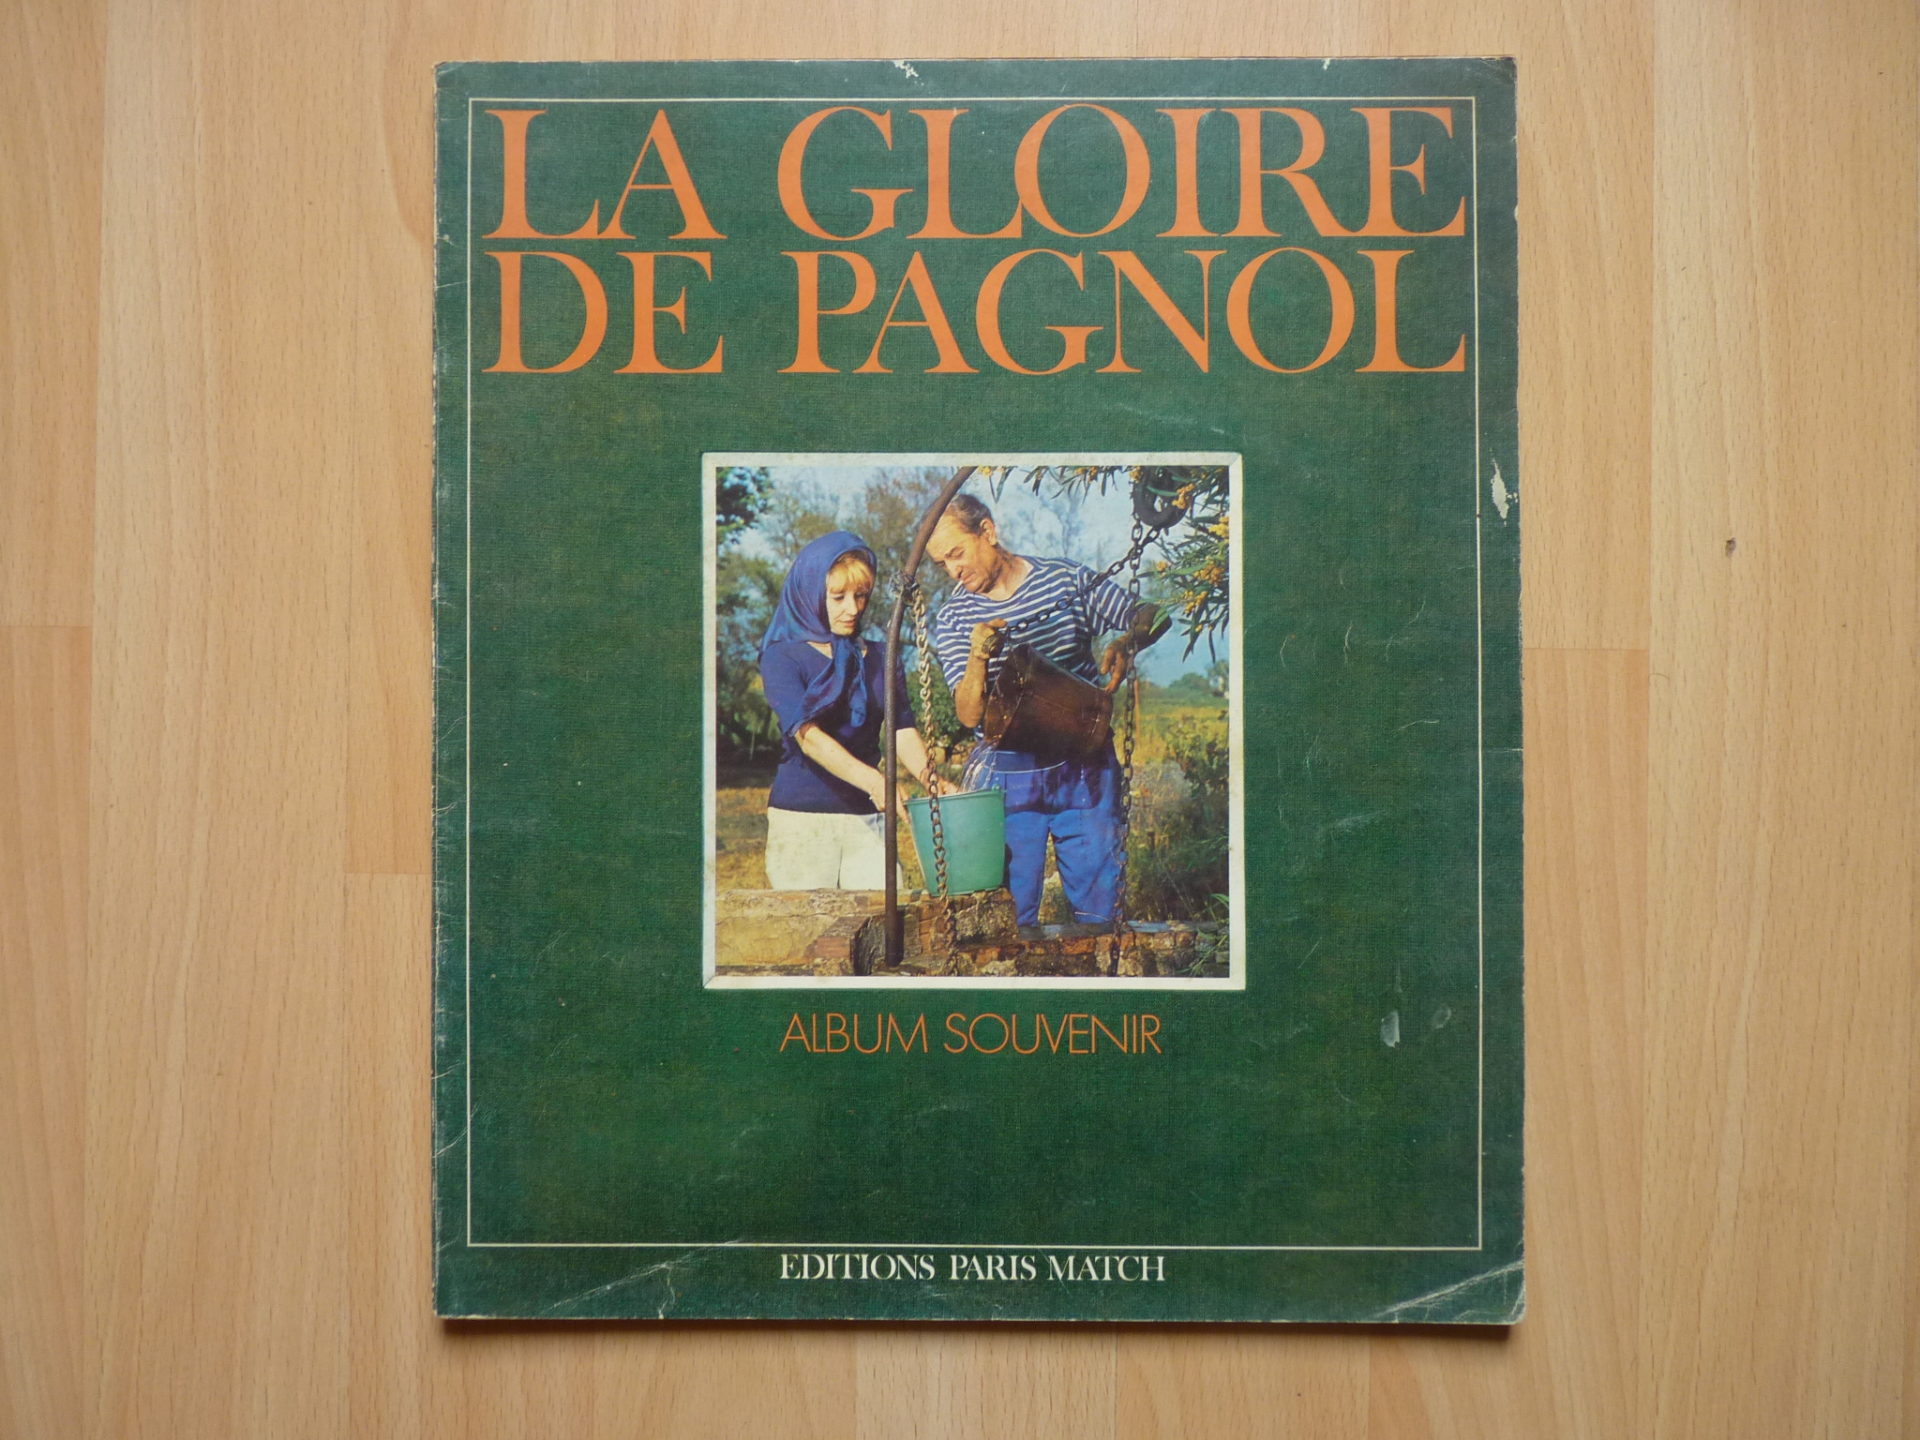 LA GLOIRE
DE PAGNOL
ALBUM SOUVENIR
EDITIONS PARIS MATCH